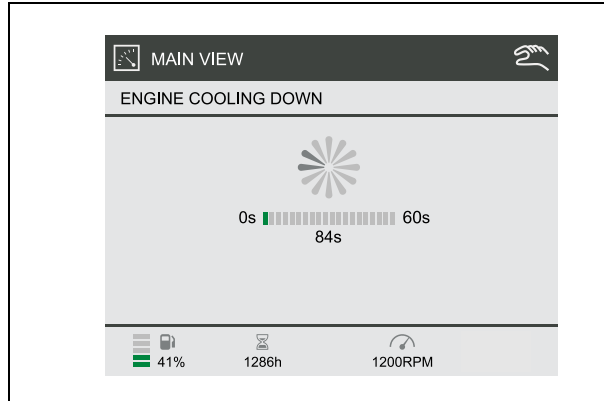 MAIN VIEW
ENGINE COOLING DOWN
0s 60s
84s
41% 1286h 1200RPM